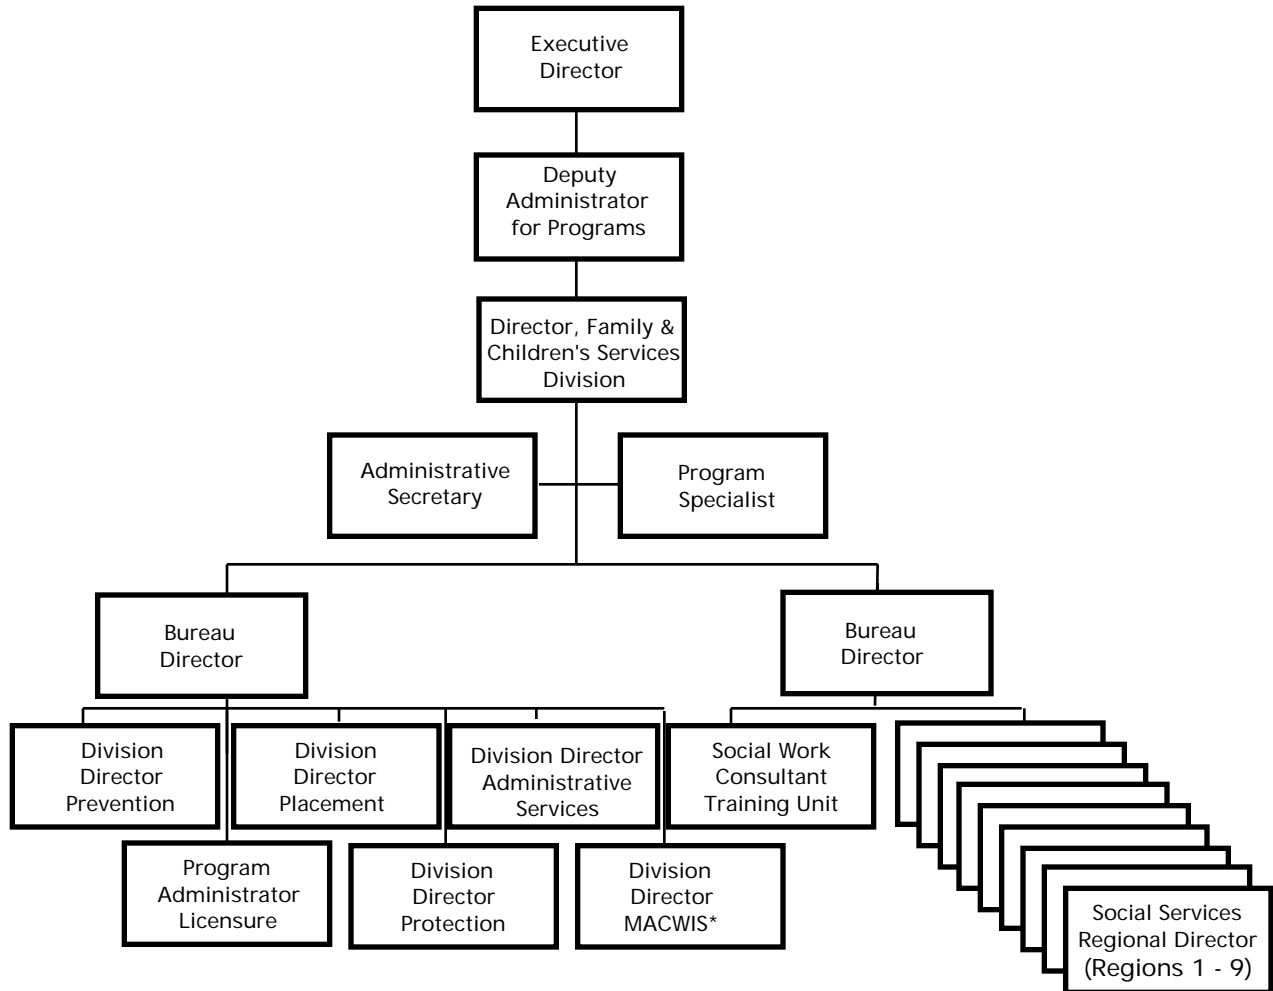 Executive
Director
Deputy
Administrator
for Programs
Director, Family &
Children's Services
Division
Administrative
Secretary
Program
Specialist
Bureau
Director
Bureau
Director
Division
Director
Prevention
Division
Director
Placement
Division Director
Administrative
Services
Social Work
Consultant
Training Unit
Program
Administrator
Licensure
Division
Director
Protection
Division
Director
MACWIS*
Social Services
Regional Director
(Regions 1 - 9)